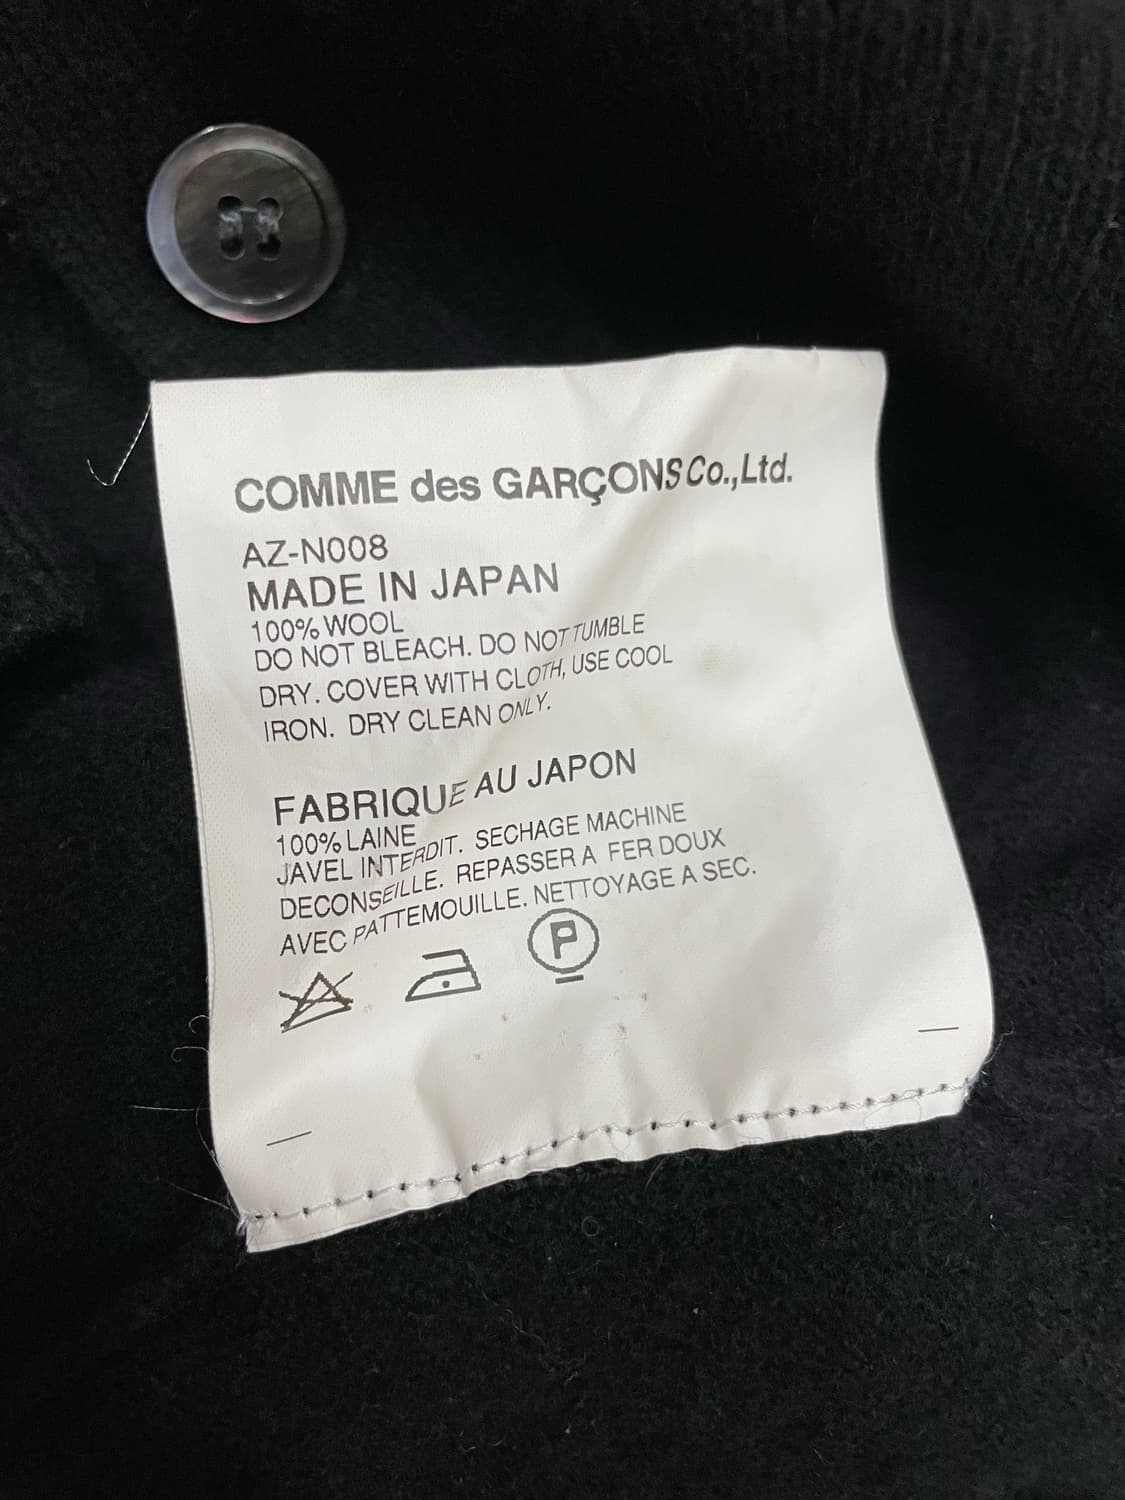 COMME des GARÇONS Co.,Ltd.
AZ-N008
MADE IN JAPAN
100% WOOL
DO NOT BLEACH. DO NOT TUMBLE
DRY. COVER WITH CLOTH, USE COOL
IRON. DRY CLEAN ONLY.
FABRIQUE AU JAPON
100% LAINE
JAVEL INTERDIT. SECHAGE MACHINE
DECONSEILLE. REPASSER A FER DOUX
AVEC PATTEMOUILLE. NETTOYAGE A SEC.
P